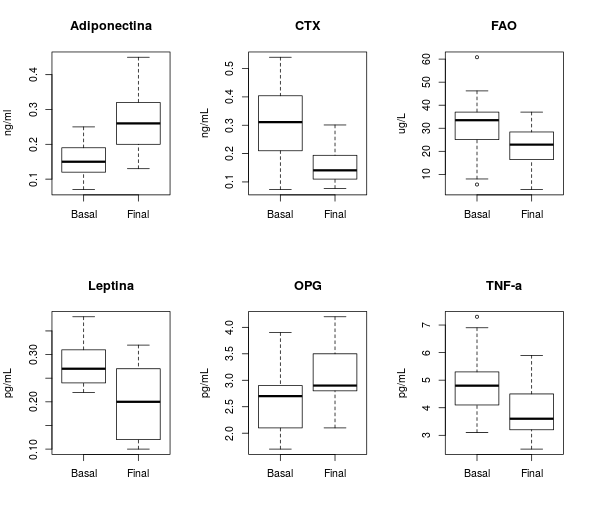 Adiponectina
ng/ml
0.4
0.3
0.2
0.1
Basal Final
CTX
ng/mL
0.5
0.4
0.3
0.2
0.1
Basal Final
FAO
ug/L
60
50
40
30
20
10
Basal Final
Leptina
pg/mL
0.30
0.20
0.10
Basal Final
OPG
pg/mL
4.0
3.5
3.0
2.5
2.0
Basal Final
TNF-a
pg/mL
7
6
5
4
3
Basal Final